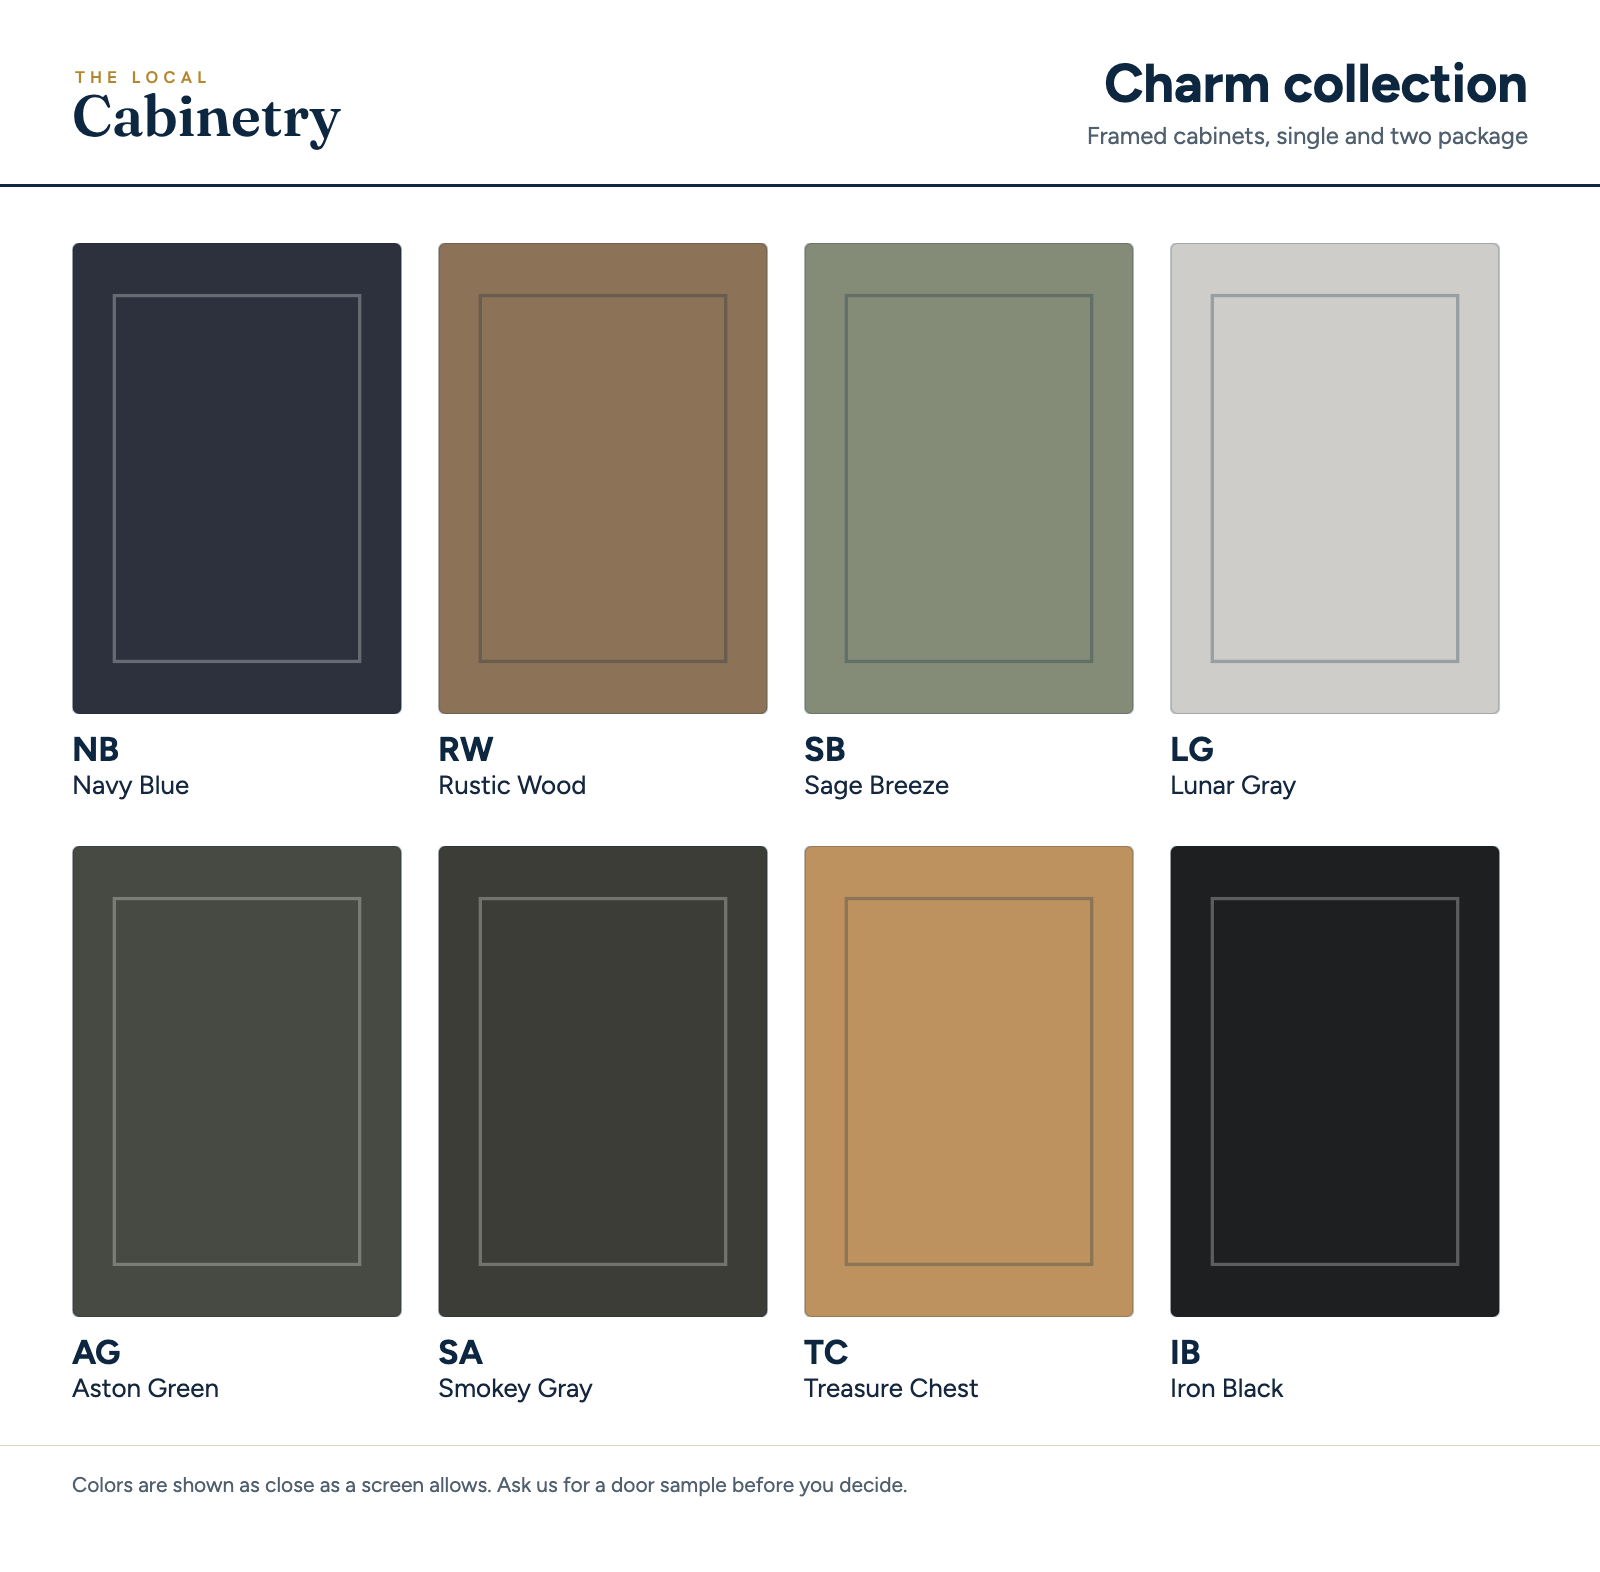 THE LOCAL
Cabinetry
Charm collection
Framed cabinets, single and two package
NB
Navy Blue
RW
Rustic Wood
SB
Sage Breeze
LG
Lunar Gray
AG
Aston Green
SA
Smokey Gray
TC
Treasure Chest
IB
Iron Black
Colors are shown as close as a screen allows. Ask us for a door sample before you decide.